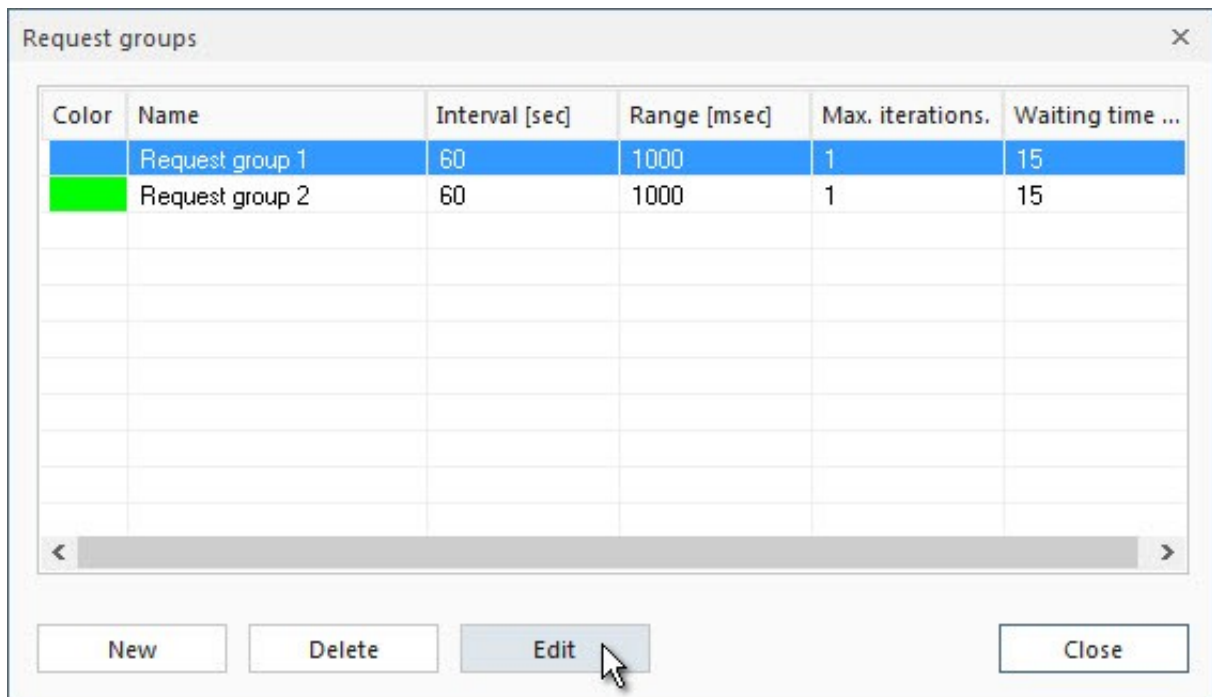 Request groups
Color Name Interval [sec] Range [msec] Max. iterations. Waiting time ...
Request group 1 60 1000 1 15
Request group 2 60 1000 1 15
New Delete Edit Close